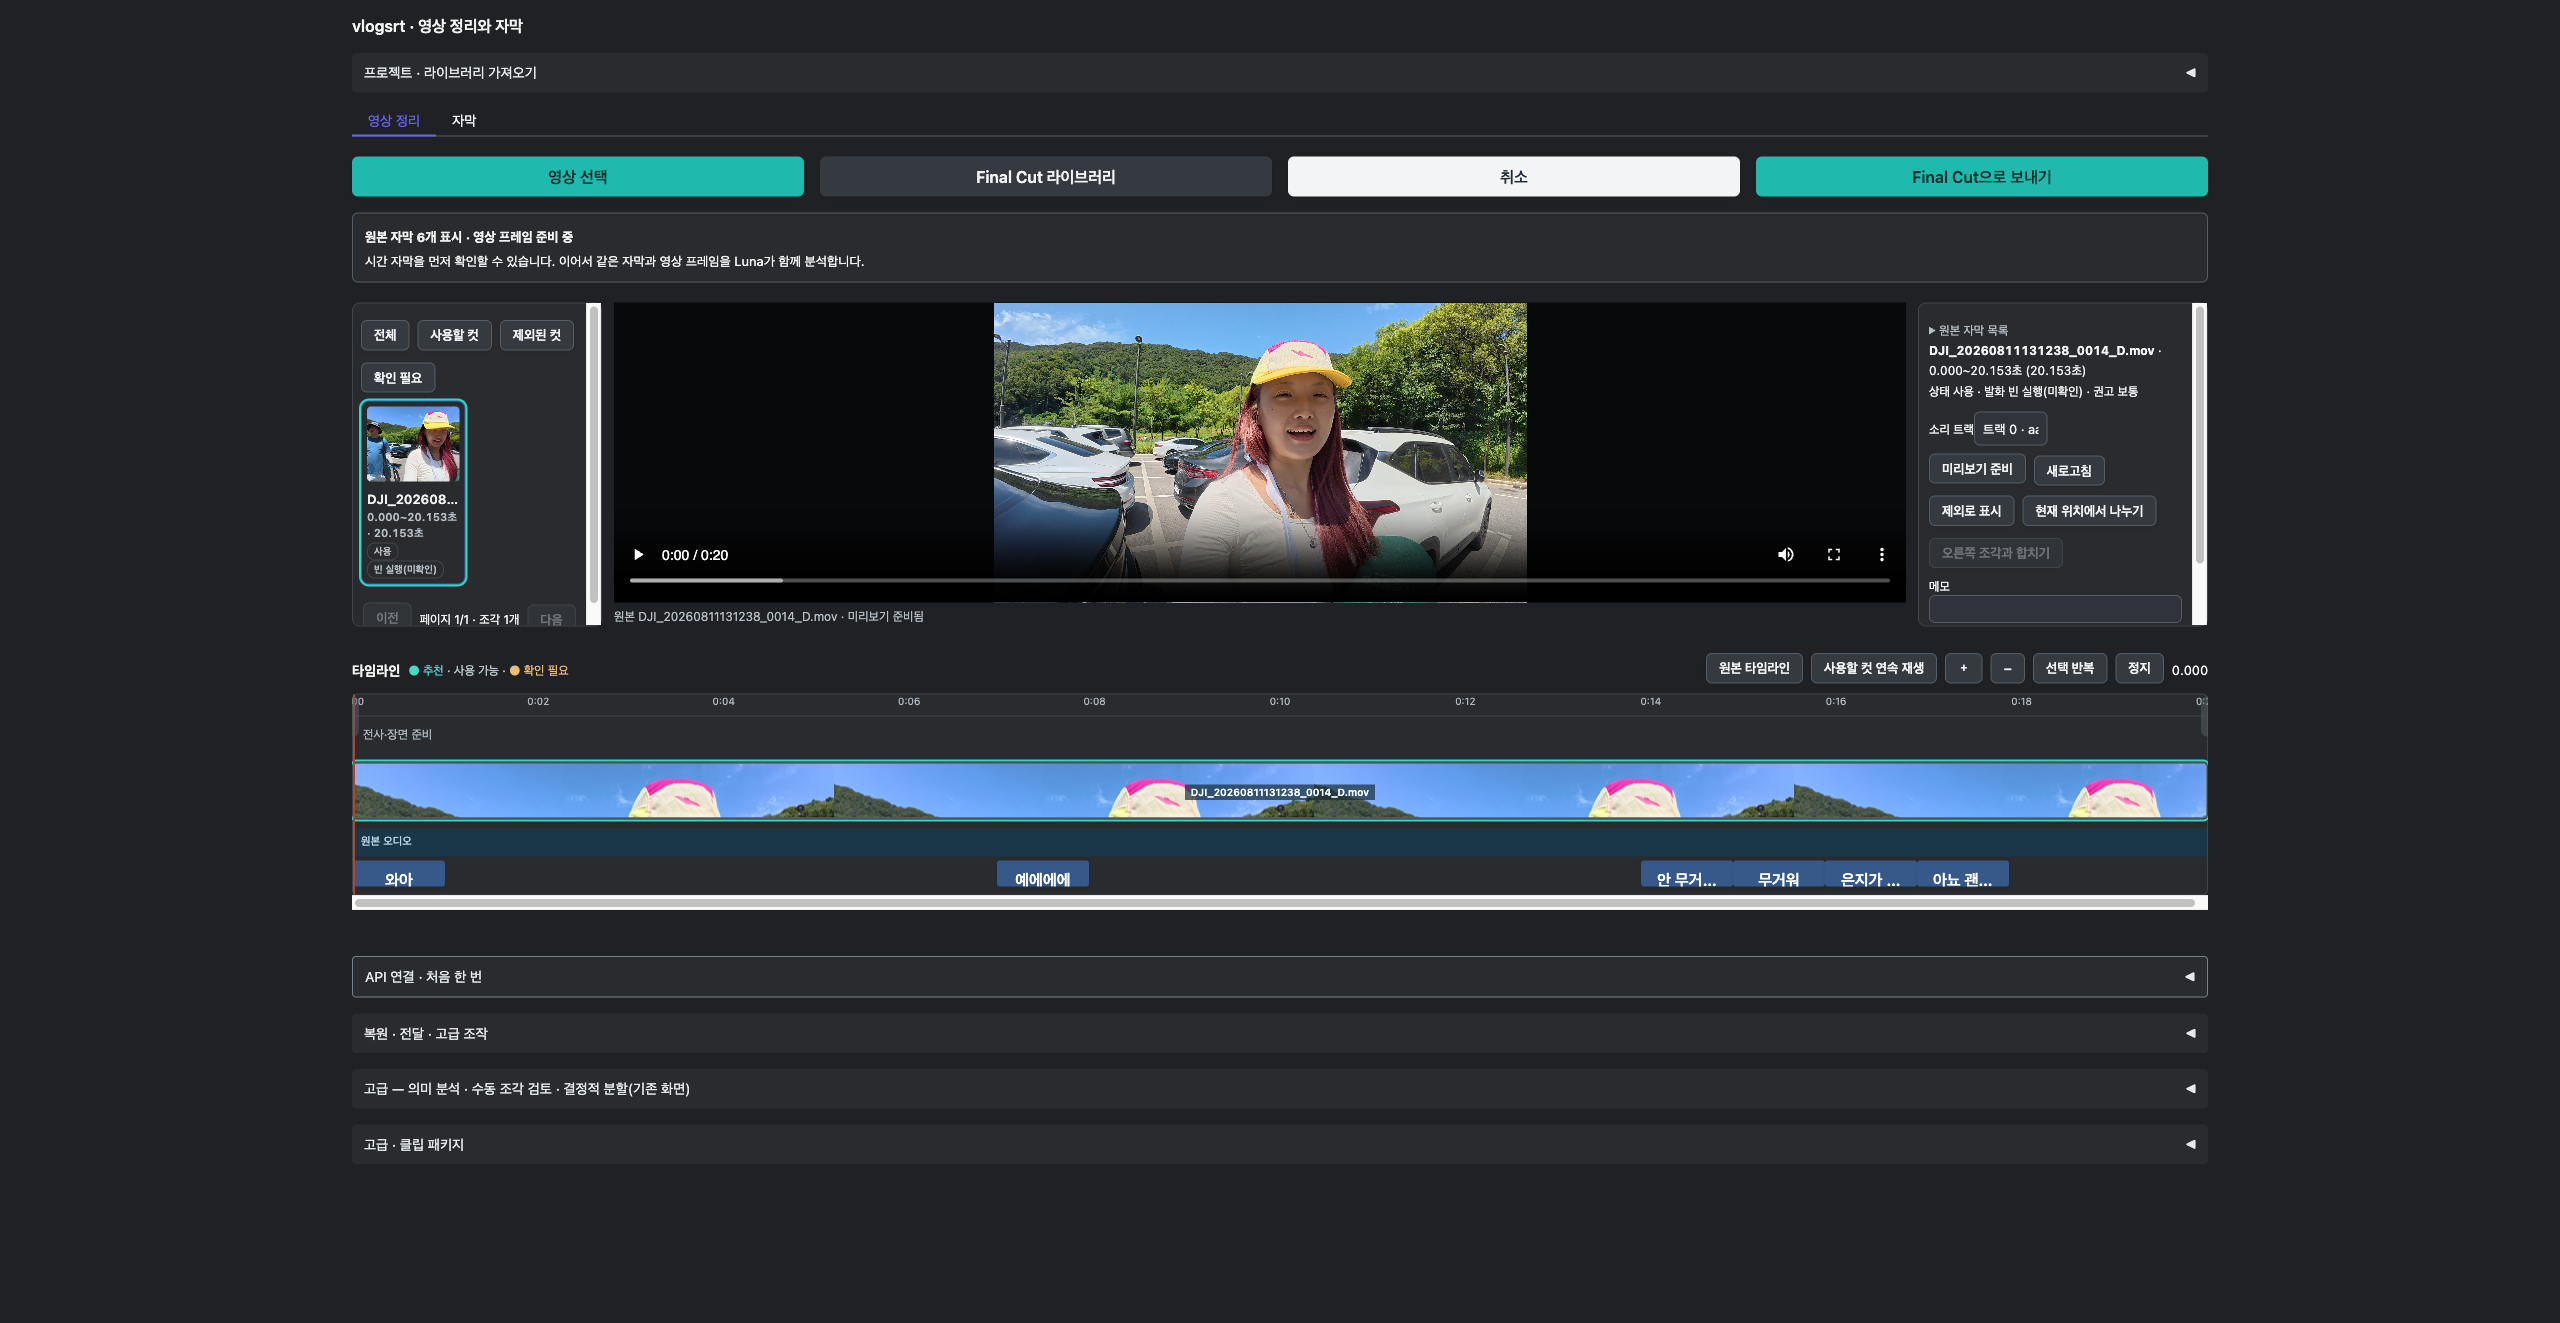 vlogsrt · 영상 정리와 자막
프로젝트 · 라이브러리 가져오기
영상 정리 자막
영상 선택 Final Cut 라이브러리 취소 Final Cut으로 보내기
원본 자막 6개 표시 · 영상 프레임 준비 중
시간 자막을 먼저 확인할 수 있습니다. 이어서 같은 자막과 영상 프레임을 Luna가 함께 분석합니다.
전체 사용할 컷 제외된 컷
확인 필요
DJI_202608...
0.000~20.153초
· 20.153초
사용
빈 실행(미확인)
이전 페이지 1/1 · 조각 1개 다음
0:00 / 0:20
원본 DJI_20260811131238_0014_D.mov · 미리보기 준비됨
▶ 원본 자막 목록
DJI_20260811131238_0014_D.mov ·
0.000~20.153초 (20.153초)
상태 사용 · 발화 빈 실행(미확인) · 권고 보통
소리 트랙 트랙 0 · aa
미리보기 준비 새로고침
제외로 표시 현재 위치에서 나누기
오른쪽 조각과 합치기
메모
타임라인 ● 추천 · 사용 가능 · ● 확인 필요
원본 타임라인 사용할 컷 연속 재생 + − 선택 반복 정지 0.000
0:02 0:04 0:06 0:08 0:10 0:12 0:14 0:16 0:18
전사·장면 준비
DJI_20260811131238_0014_D.mov
원본 오디오
와아 예에에에 안 무거... 무거워 은지가 ... 아뇨 괜...
API 연결 · 처음 한 번
복원 · 전달 · 고급 조작
고급 — 의미 분석 · 수동 조각 검토 · 결정적 분할(기존 화면)
고급 · 클립 패키지